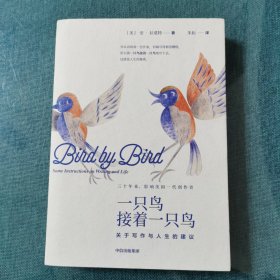 [美] 安·拉莫特 著 朱耘 译
Bird by Bird
Some Instructions on Writing and Life
三十年来，影响美国一代创作者
一只鸟
接着一只鸟
关于写作与人生的建议
中信出版集团